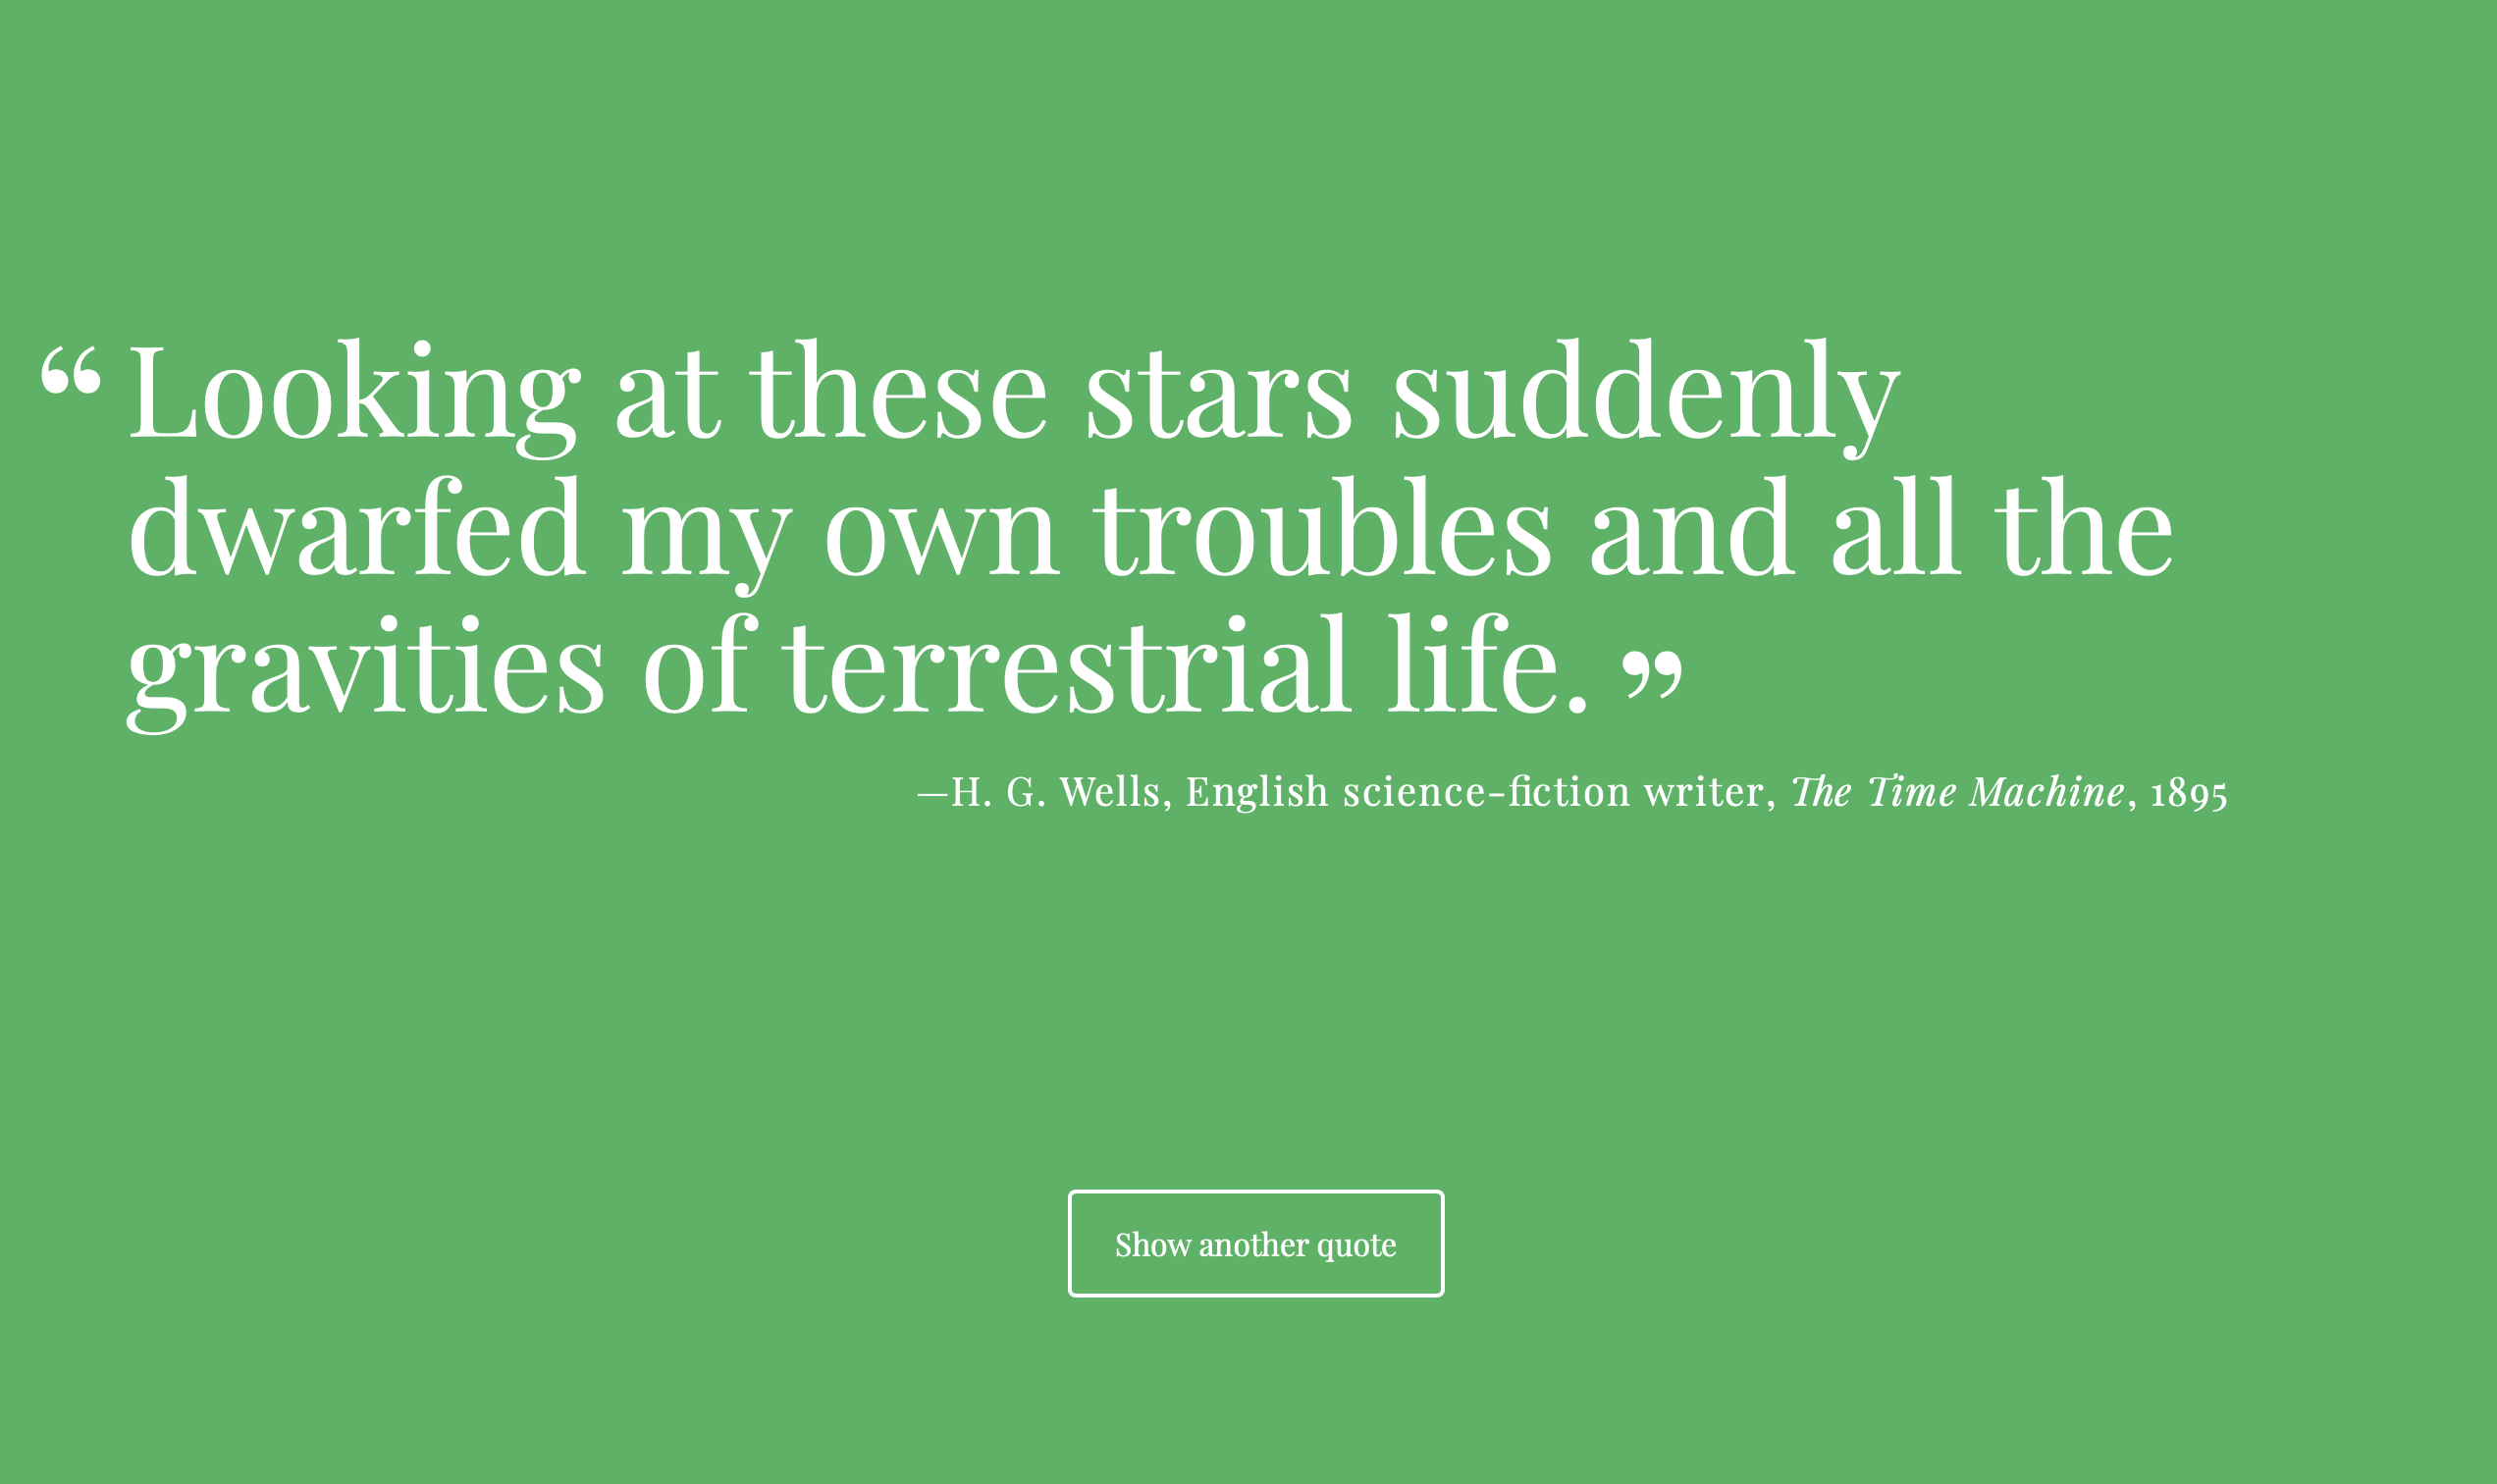 “Looking at these stars suddenly
dwarfed my own troubles and all the
gravities of terrestrial life.”
—H. G. Wells, English science-fiction writer, The Time Machine, 1895
Show another quote